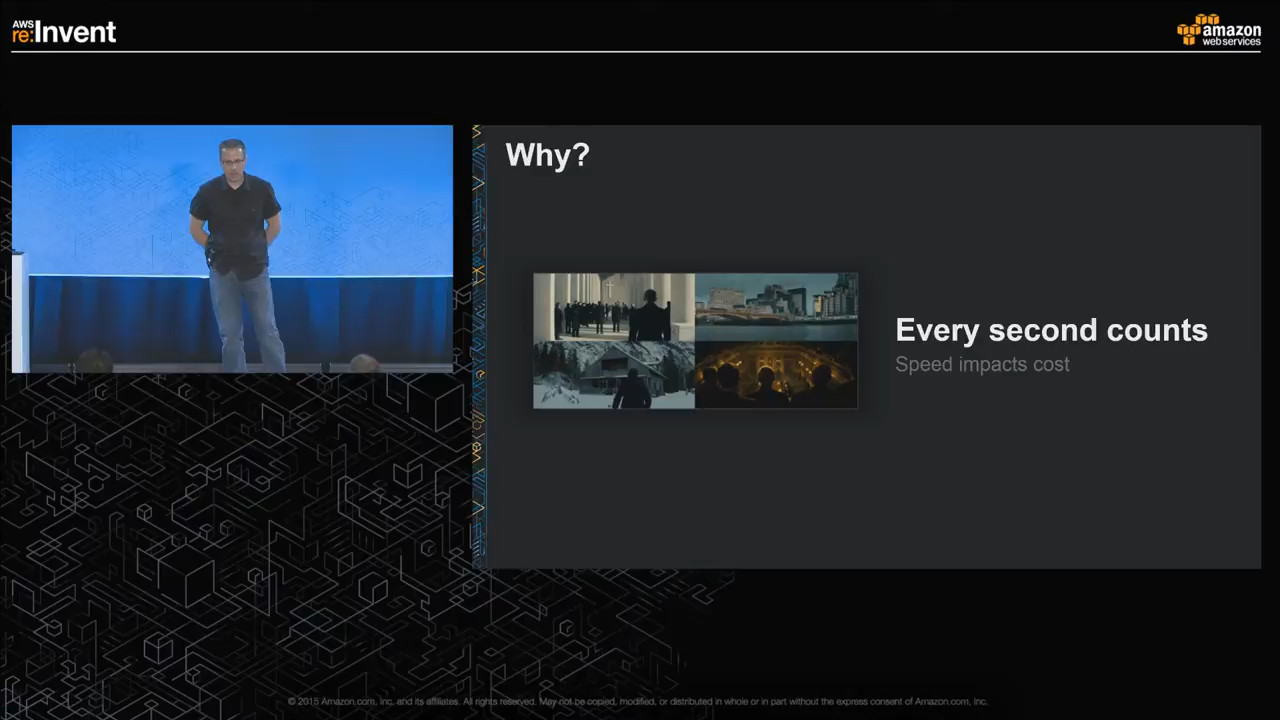 AWS
re:Invent
amazon
webservices
Why?
Every second counts
Speed impacts cost
© 2015 Amazon.com, Inc. and its affiliates. All rights reserved. May not be copied, modified, or distributed in whole or in part without the express consent of Amazon.com, Inc.